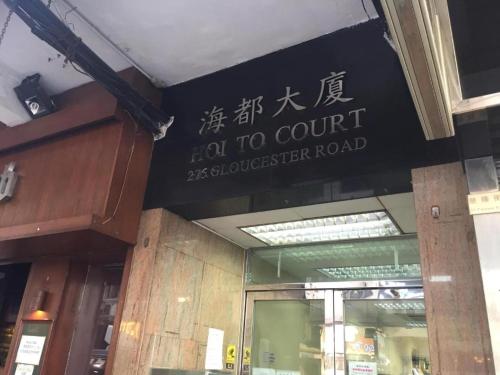 海都大廈
HOI TO COURT
275 GLOUCESTER ROAD